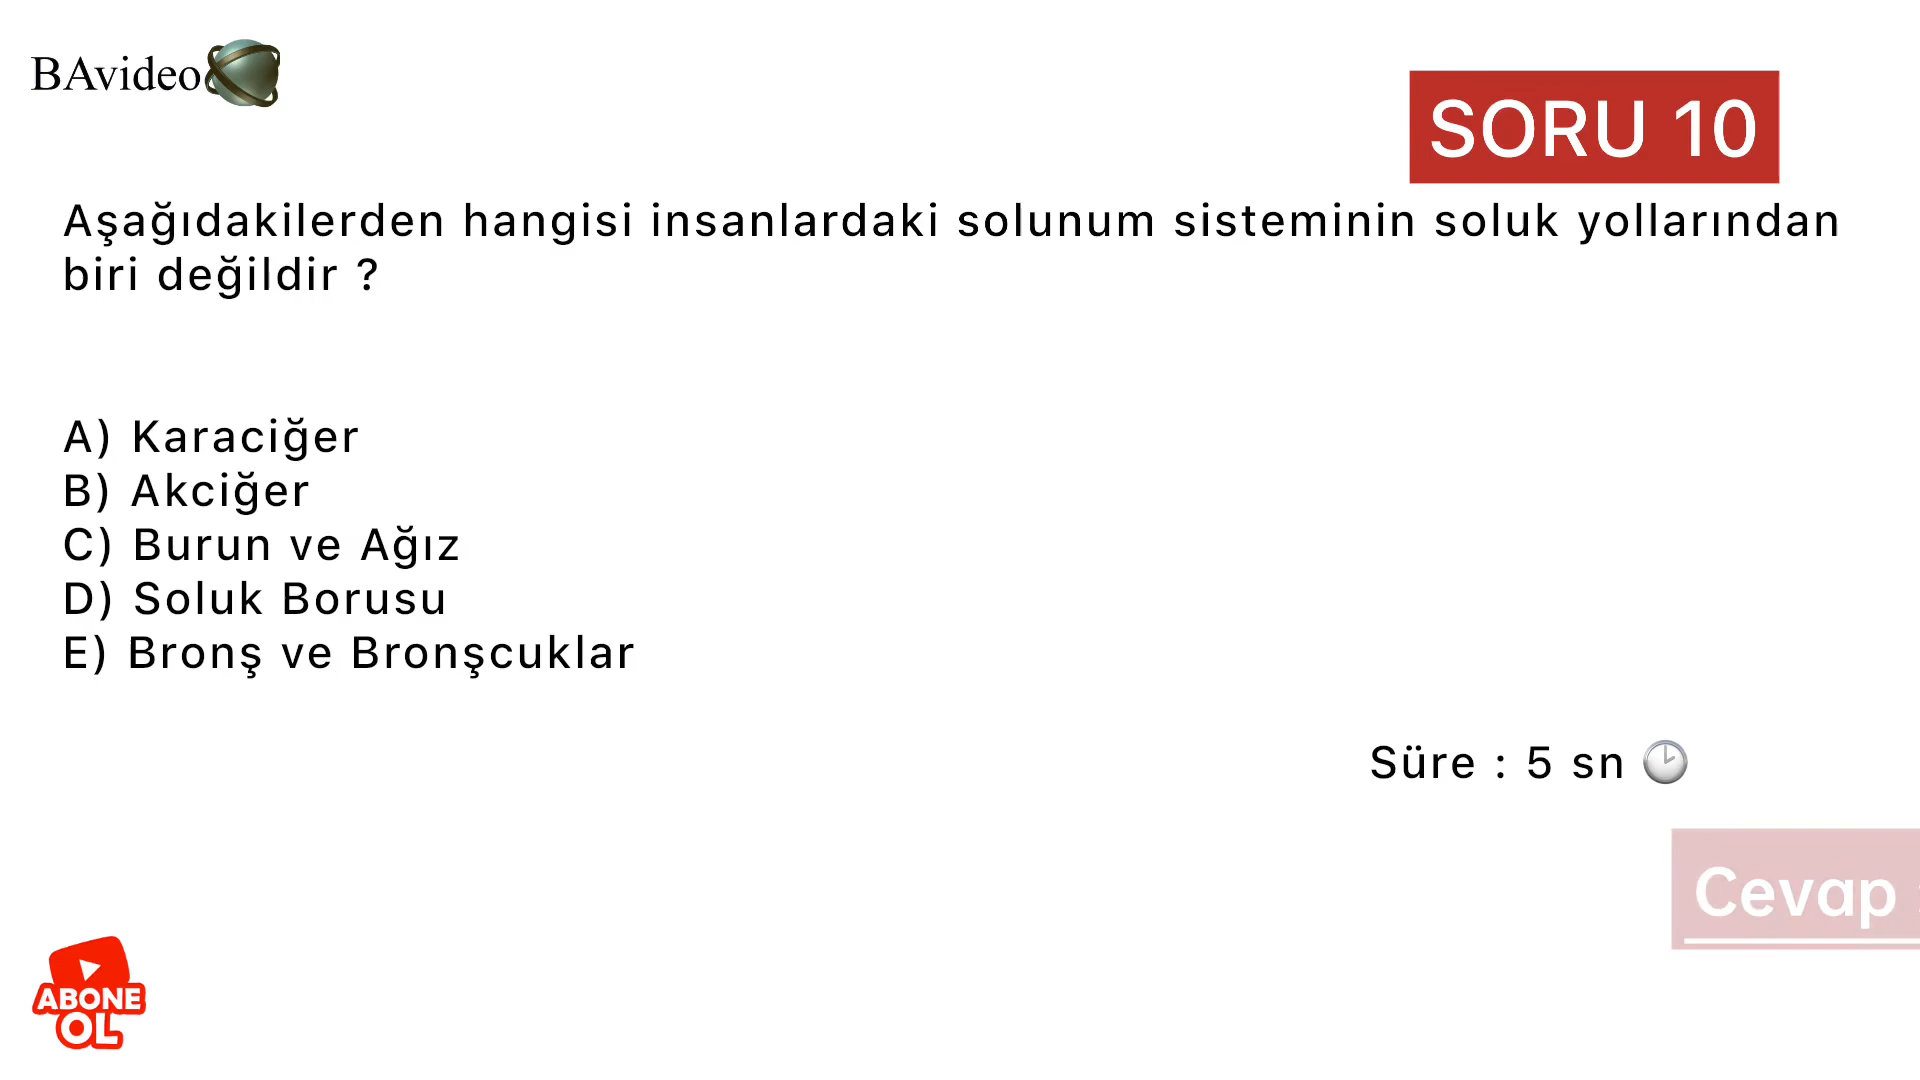 BAvideo
SORU 10
Aşağıdakilerden hangisi insanlardaki solunum sisteminin soluk yollarından
biri değildir ?
A) Karaciğer
B) Akciğer
C) Burun ve Ağız
D) Soluk Borusu
E) Bronş ve Bronşcuklar
Süre : 5 sn
Cevap :
ABONE
OL